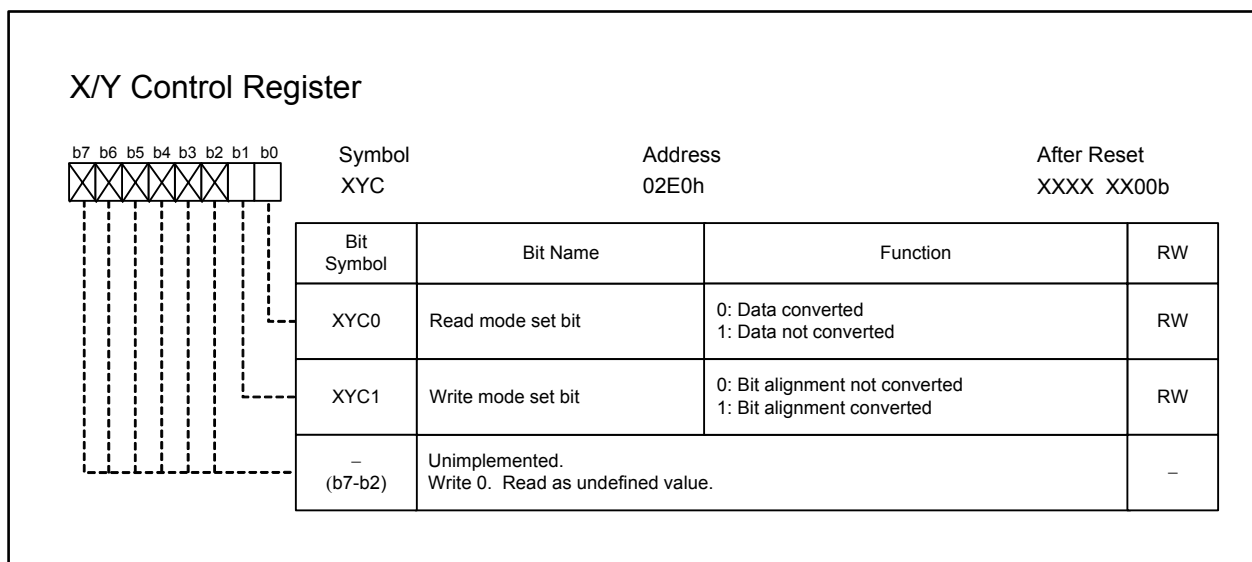 X/Y Control Register
b7 b6 b5 b4 b3 b2 b1 b0
Symbol Address After Reset
XYC 02E0h XXXX XX00b
Bit Symbol Bit Name Function RW
XYC0 Read mode set bit 0: Data converted
1: Data not converted RW
XYC1 Write mode set bit 0: Bit alignment not converted
1: Bit alignment converted RW
– (b7-b2) Unimplemented.
Write 0. Read as undefined value. –